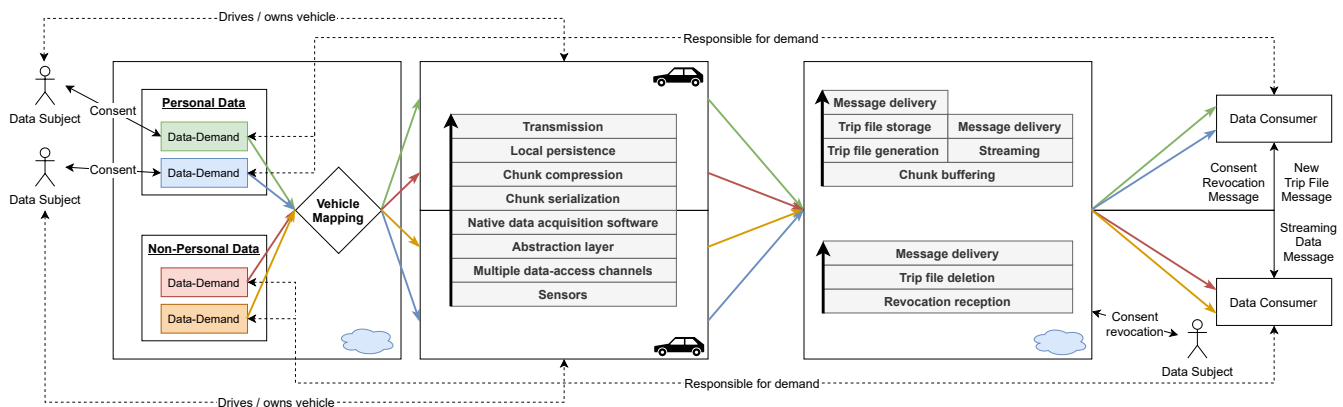 Drives / owns vehicle
Responsible for demand
Data Subject
Consent
Data Subject
Consent
Personal Data
Data-Demand
Data-Demand
Non-Personal Data
Data-Demand
Data-Demand
Vehicle
Mapping
Transmission
Local persistence
Chunk compression
Chunk serialization
Native data acquisition software
Abstraction layer
Multiple data-access channels
Sensors
Message delivery
Trip file storage
Message delivery
Trip file generation
Streaming
Chunk buffering
Message delivery
Trip file deletion
Revocation reception
Data Consumer
Consent
Revocation
Message
New
Trip File
Message
Streaming
Data
Message
Data Consumer
Consent
revocation
Data Subject
Responsible for demand
Drives / owns vehicle